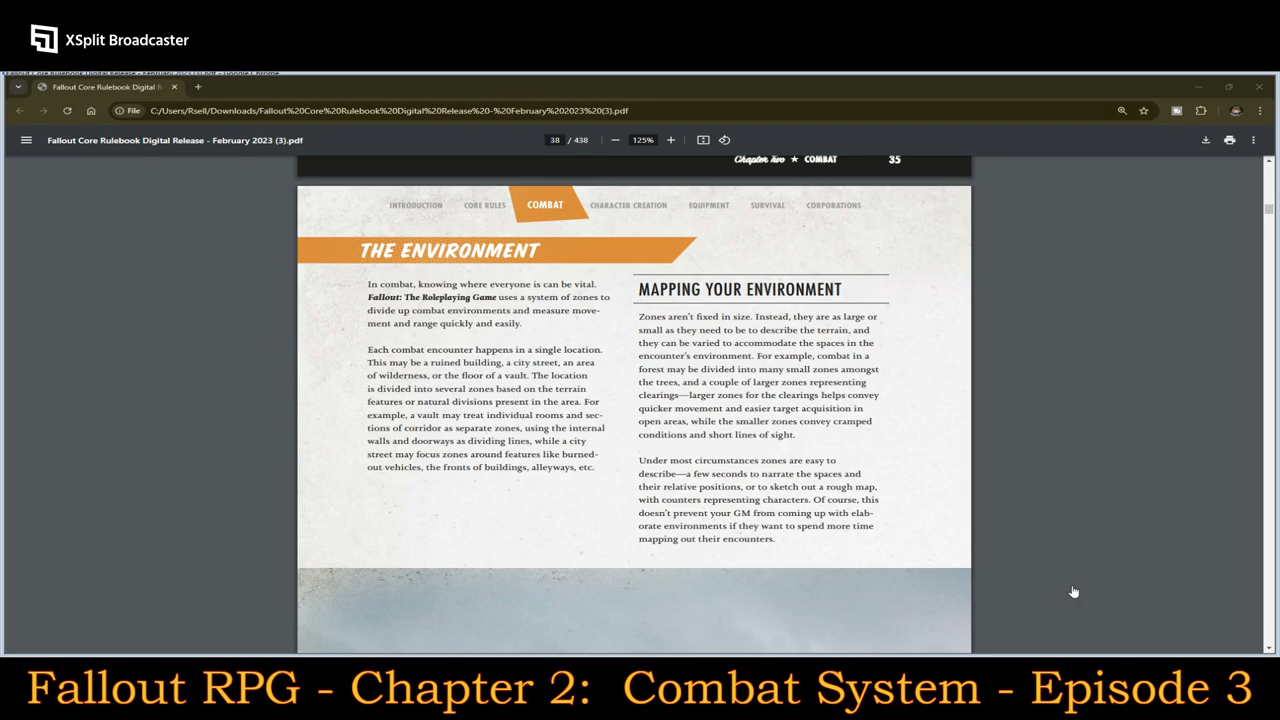 XSplit Broadcaster
Fallout Core Rulebook Digital R
File
C:/Users/Rsell/Downloads/Fallout%20Core%20Rulebook%20Digital%20Release%20-%20February%202023%20(3).pdf
Fallout Core Rulebook Digital Release - February 2023 (3).pdf
38 / 438
125%
Chapter Two ★ COMBAT 35
INTRODUCTION CORE RULES COMBAT CHARACTER CREATION EQUIPMENT SURVIVAL CORPORATIONS
THE ENVIRONMENT
In combat, knowing where everyone is can be vital.
Fallout: The Roleplaying Game uses a system of zones to
divide up combat environments and measure move-
ment and range quickly and easily.
Each combat encounter happens in a single location.
This may be a ruined building, a city street, an area
of wilderness, or the floor of a vault. The location
is divided into several zones based on the terrain
features or natural divisions present in the area. For
example, a vault may treat individual rooms and sec-
tions of corridor as separate zones, using the internal
walls and doorways as dividing lines, while a city
street may focus zones around features like burned-
out vehicles, the fronts of buildings, alleyways, etc.
MAPPING YOUR ENVIRONMENT
Zones aren't fixed in size. Instead, they are as large or
small as they need to be to describe the terrain, and
they can be varied to accommodate the spaces in the
encounter's environment. For example, combat in a
forest may be divided into many small zones amongst
the trees, and a couple of larger zones representing
clearings—larger zones for the clearings helps convey
quicker movement and easier target acquisition in
open areas, while the smaller zones convey cramped
conditions and short lines of sight.
Under most circumstances zones are easy to
describe—a few seconds to narrate the spaces and
their relative positions, or to sketch out a rough map,
with counters representing characters. Of course, this
doesn't prevent your GM from coming up with elab-
orate environments if they want to spend more time
mapping out their encounters.
Fallout RPG - Chapter 2: Combat System - Episode 3